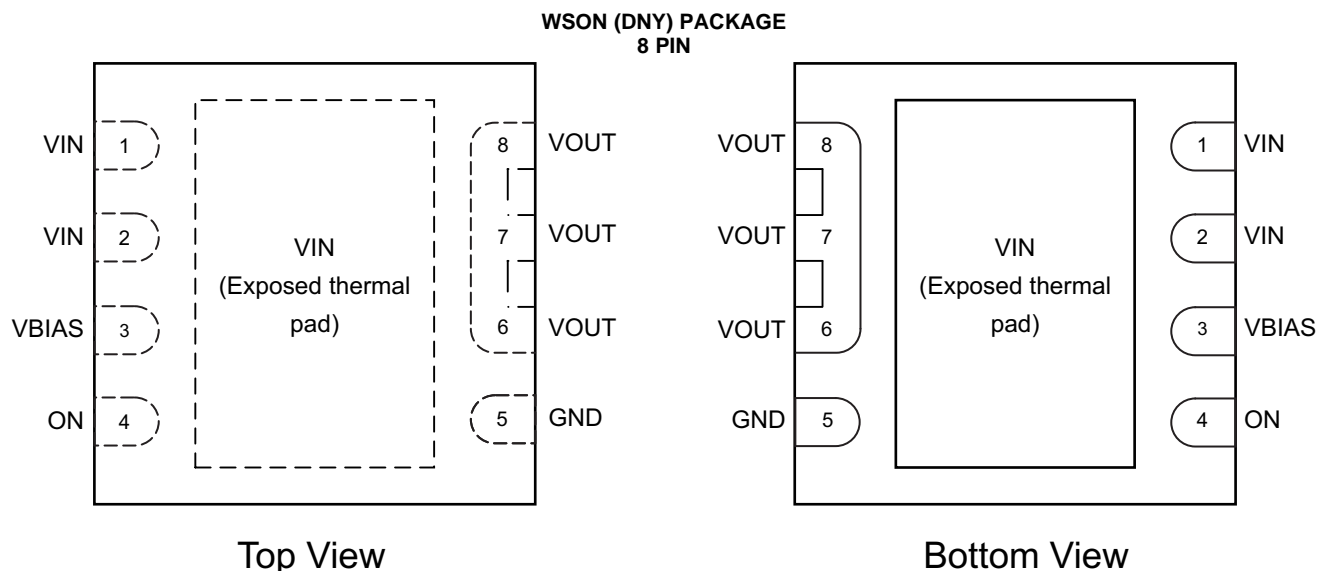 WSON (DNY) PACKAGE
8 PIN
VIN 1 8 VOUT
VIN 2 7 VOUT
VBIAS 3 6 VOUT
ON 4 5 GND
VIN
(Exposed thermal
pad)
Top View
VOUT 8 1 VIN
VOUT 7 2 VIN
VOUT 6 3 VBIAS
GND 5 4 ON
VIN
(Exposed thermal
pad)
Bottom View